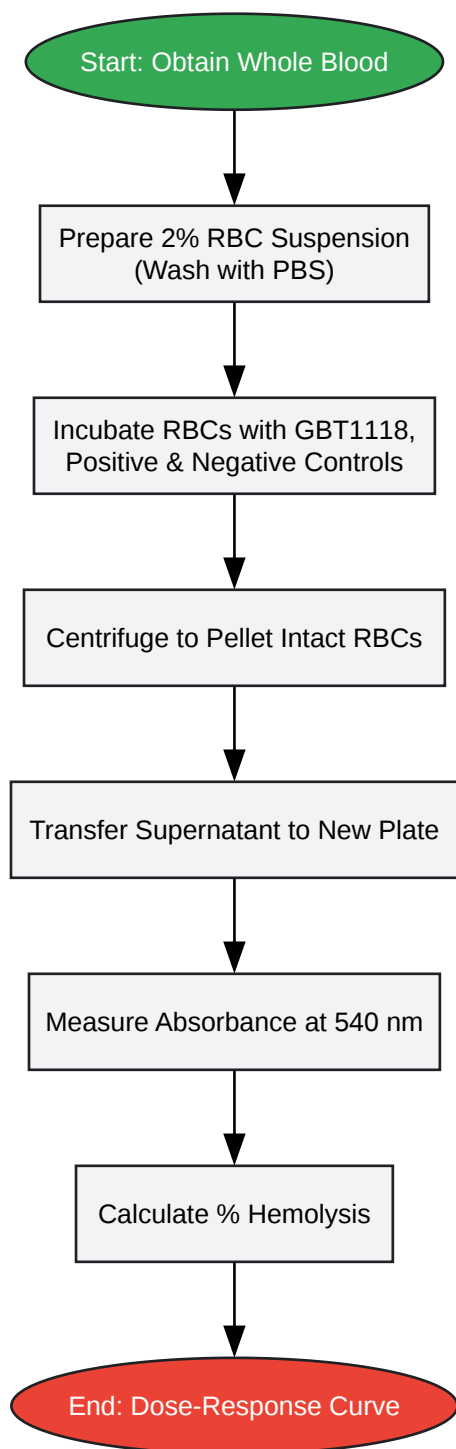 Start: Obtain Whole Blood
Prepare 2% RBC Suspension
(Wash with PBS)
Incubate RBCs with GBT1118,
Positive & Negative Controls
Centrifuge to Pellet Intact RBCs
Transfer Supernatant to New Plate
Measure Absorbance at 540 nm
Calculate % Hemolysis
End: Dose-Response Curve